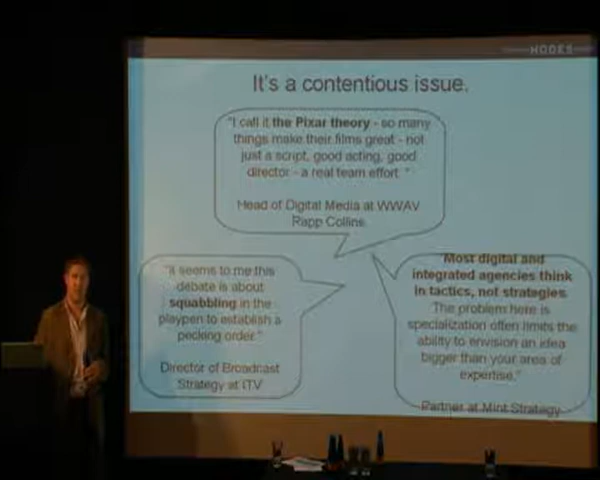 NODES
It's a contentious issue.
"I call it the Pixar theory - so many
things make their films great - not
just a script, good acting, good
director - a real team effort. "
Head of Digital Media at WWAV
Rapp Collins
"it seems to me this
debate is about
squabbling in the
playpen to establish a
pecking order."
Director of Broadcast
Strategy at ITV
"Most digital and
integrated agencies think
in tactics, not strategies.
The problem here is
specialization often limits the
ability to envision an idea
bigger than your area of
expertise."
Partner at Mint Strategy